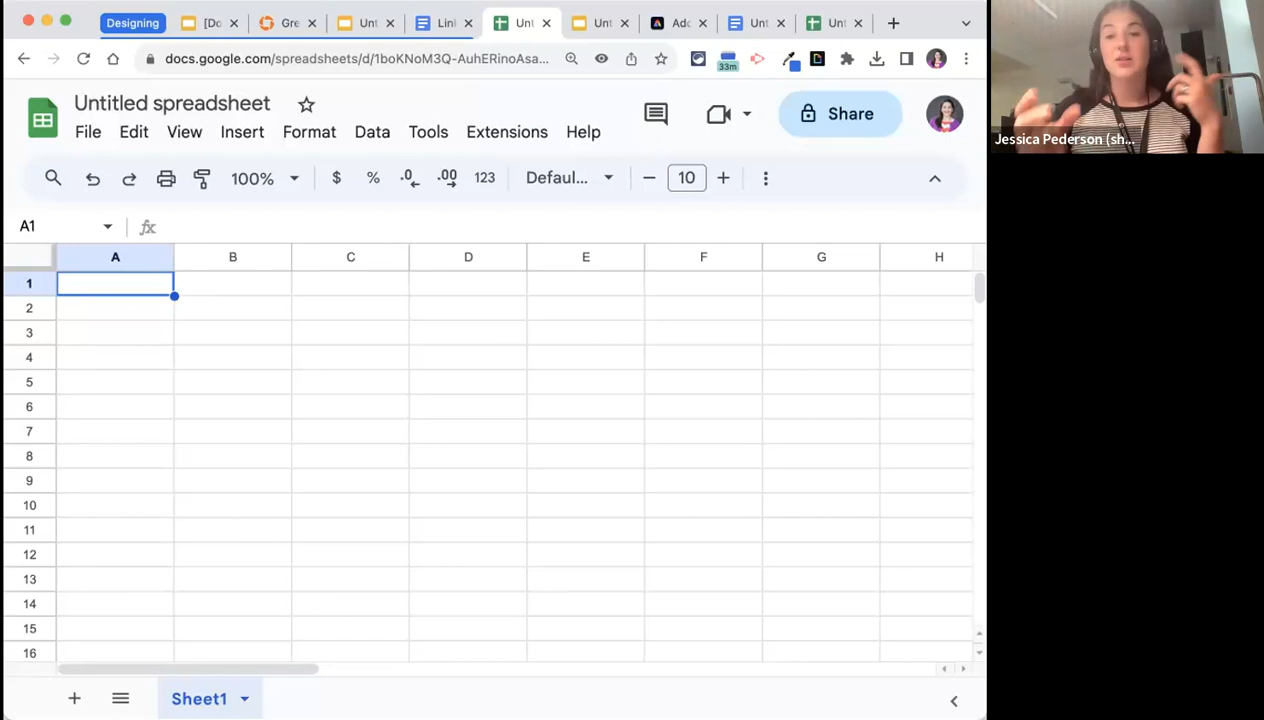 Designing
[Do
Gre
Unt
Link
Unt
Unt
Ado
Unt
Unt
docs.google.com/spreadsheets/d/1boKNoM3Q-AuhERinoAsa...
33m
Untitled spreadsheet
File Edit View Insert Format Data Tools Extensions Help
Share
100% $ % .0 .00 123 Defaul... 10
A1
fx
A B C D E F G H
1
2
3
4
5
6
7
8
9
10
11
12
13
14
15
16
Sheet1
Jessica Pederson (sh...